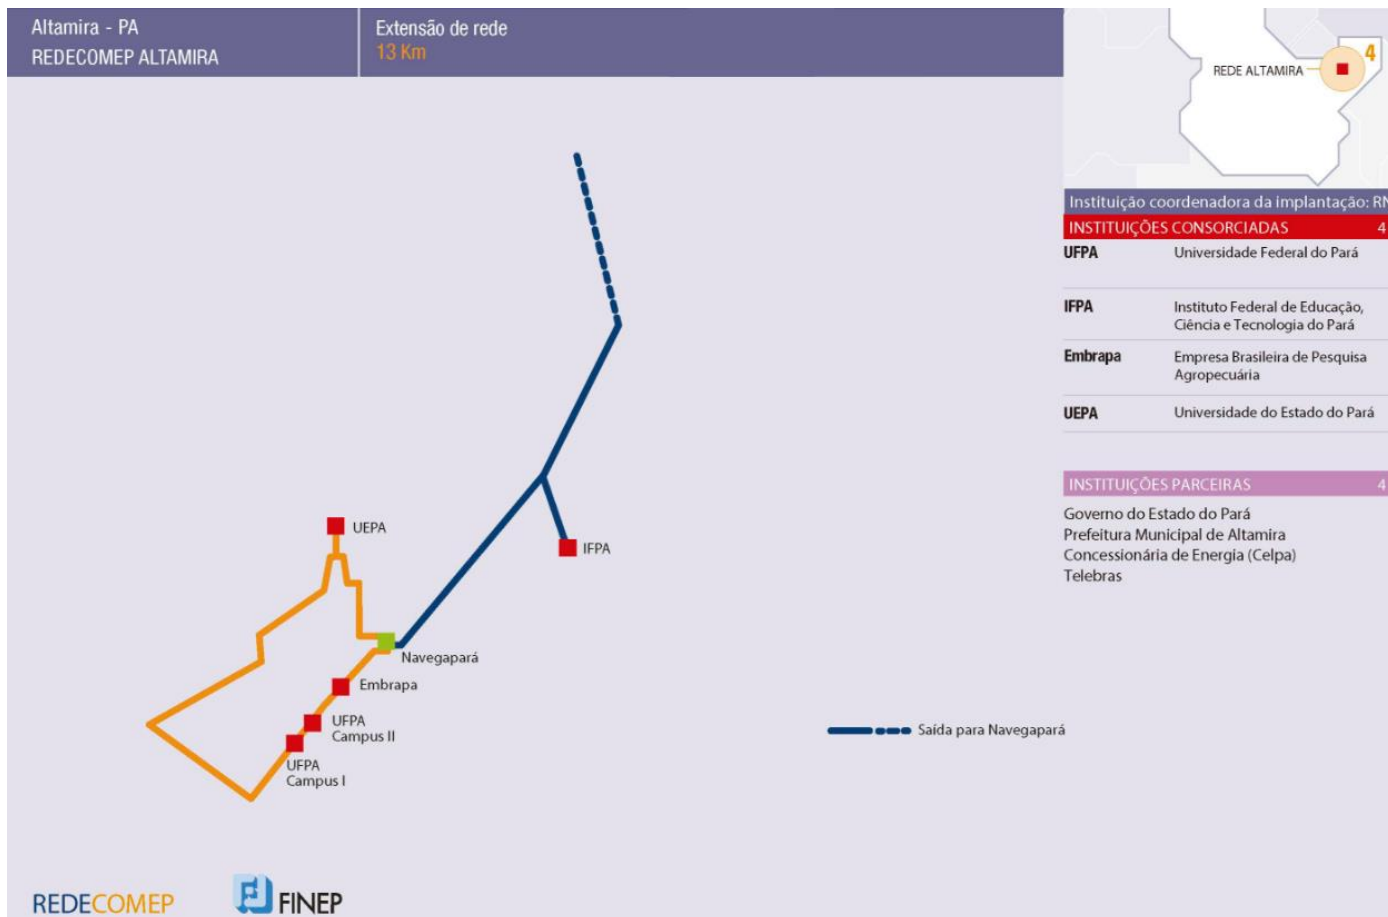 Altamira - PA
REDECOMEP ALTAMIRA
Extensão de rede
13 Km
4
REDE ALTAMIRA
Instituição coordenadora da implantação:
INSTITUIÇÕES CONSORCIADAS 4
UFPA Universidade Federal do Pará
IFPA Instituto Federal de Educação,
Ciência e Tecnologia do Pará
Embrapa Empresa Brasileira de Pesquisa
Agropecuária
UEPA Universidade do Estado do Pará
INSTITUIÇÕES PARCEIRAS 4
Governo do Estado do Pará
Prefeitura Municipal de Altamira
Concessionária de Energia (Celpa)
Telebras
UEPA
IFPA
Navegapará
Embrapa
UFPA
Campus II
UFPA
Campus I
Saída para Navegapará
REDECOMEP
FINEP